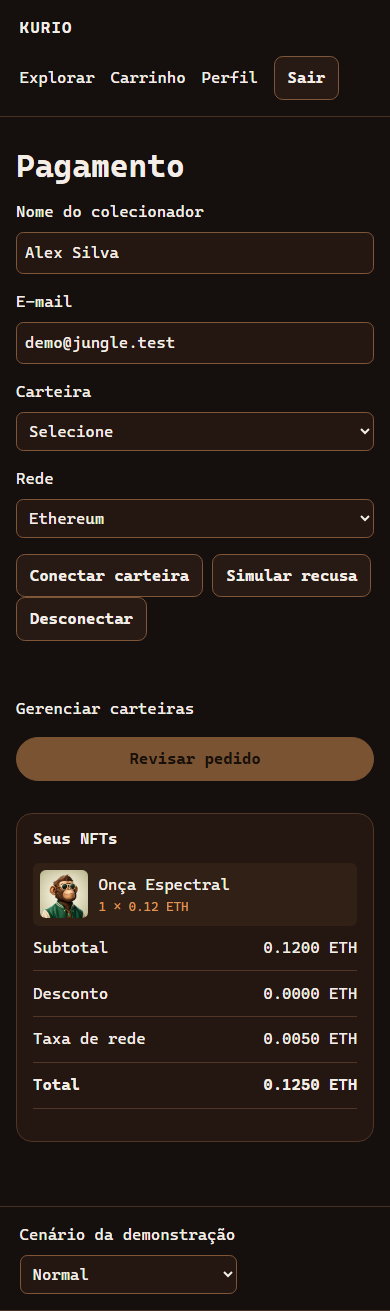 KURIO
Explorar Carrinho Perfil Sair
Pagamento
Nome do colecionador
Alex Silva
E-mail
demo@jungle.test
Carteira
Selecione
Rede
Ethereum
Conectar carteira Simular recusa
Desconectar
Gerenciar carteiras
Revisar pedido
Seus NFTs
Onça Espectral
1 × 0.12 ETH
Subtotal 0.1200 ETH
Desconto 0.0000 ETH
Taxa de rede 0.0050 ETH
Total 0.1250 ETH
Cenário da demonstração
Normal